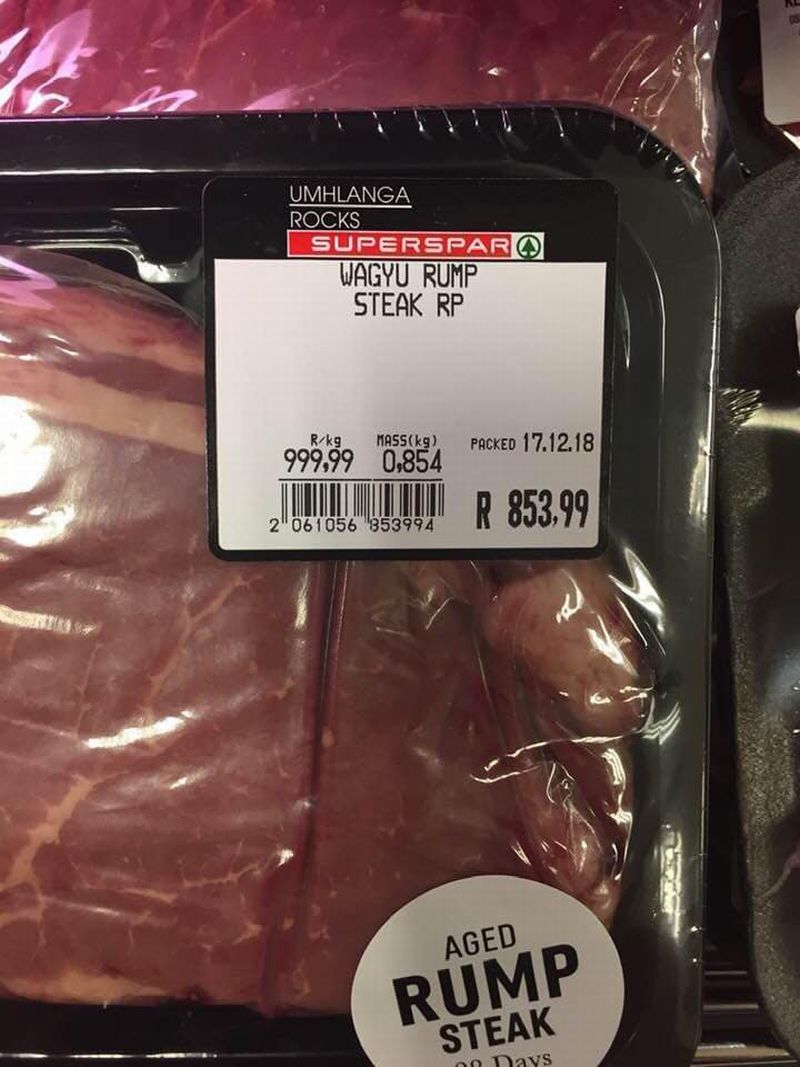 UMHLANGA
ROCKS
SUPERSPAR
WAGYU RUMP
STEAK RP
R/kg MASS(kg) PACKED 17.12.18
999,99 0,854
2 061056 853994
R 853,99
AGED
RUMP
STEAK
Days